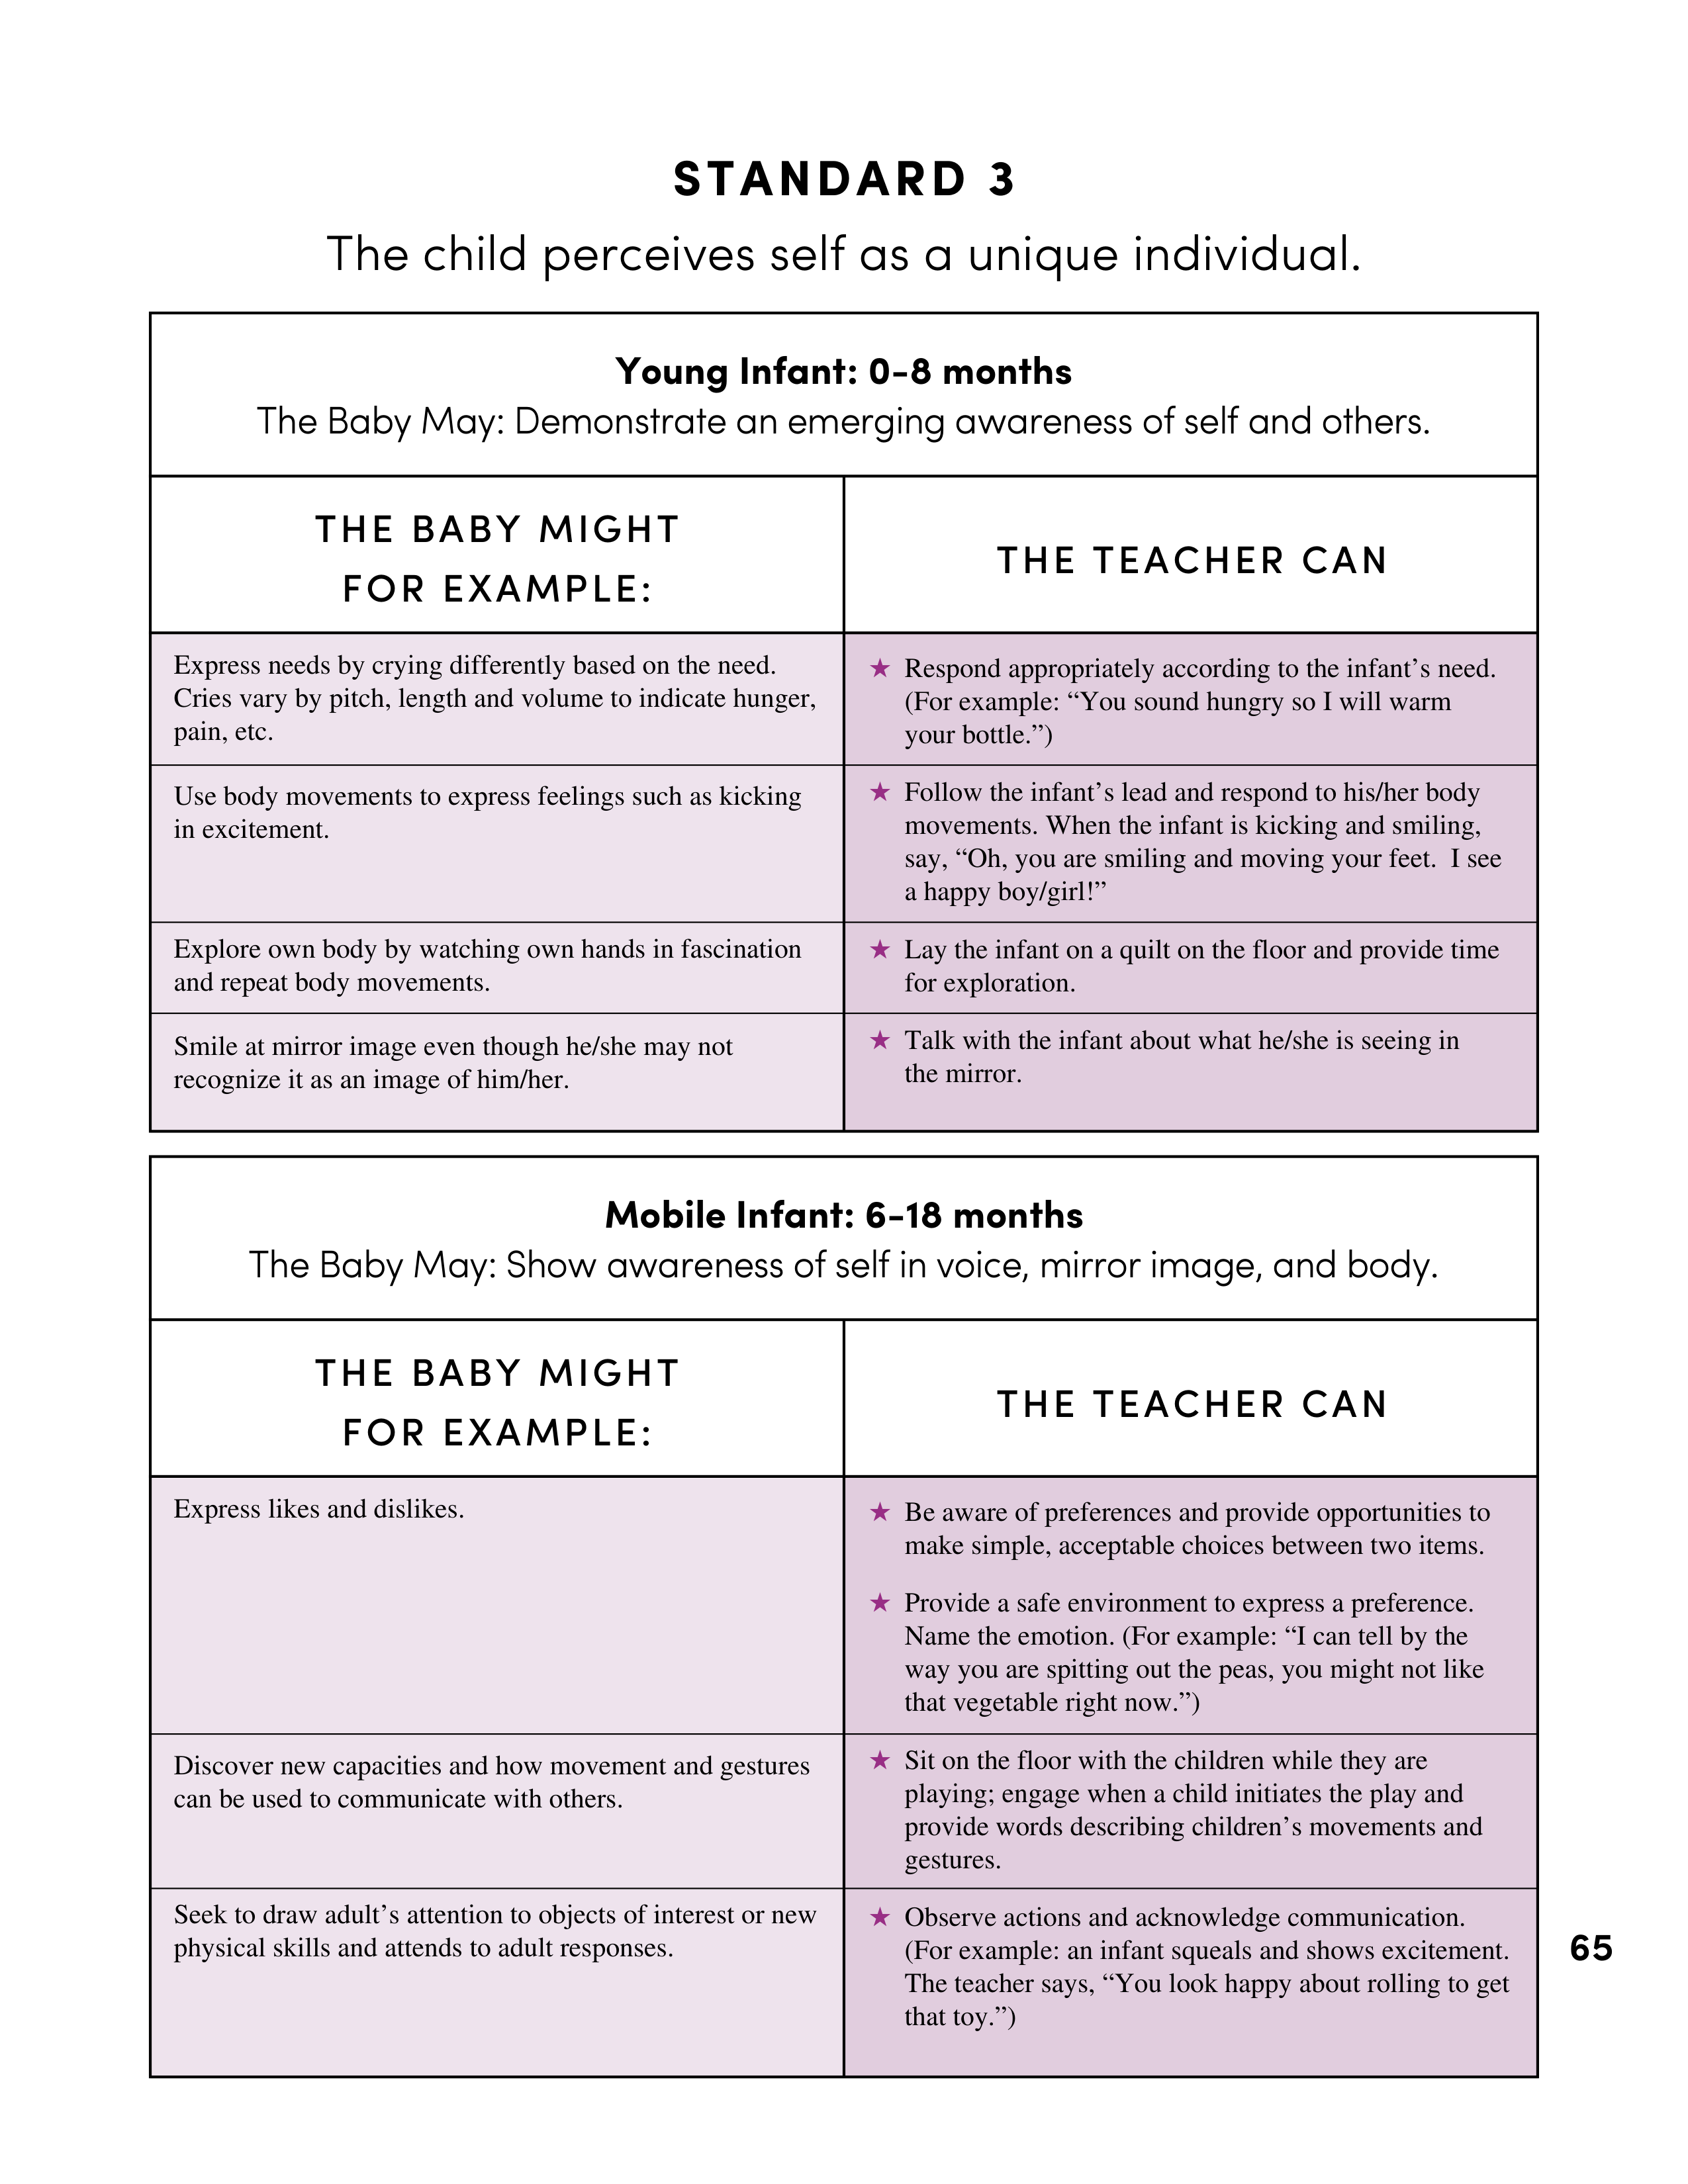 STANDARD 3
The child perceives self as a unique individual.
Young Infant: 0-8 months
The Baby May: Demonstrate an emerging awareness of self and others.
THE BABY MIGHT
FOR EXAMPLE:
THE TEACHER CAN
Express needs by crying differently based on the need.
Cries vary by pitch, length and volume to indicate hunger,
pain, etc.
★ Respond appropriately according to the infant’s need.
(For example: “You sound hungry so I will warm
your bottle.”)
Use body movements to express feelings such as kicking
in excitement.
★ Follow the infant’s lead and respond to his/her body
movements. When the infant is kicking and smiling,
say, “Oh, you are smiling and moving your feet.  I see
a happy boy/girl!”
Explore own body by watching own hands in fascination
and repeat body movements.
★ Lay the infant on a quilt on the floor and provide time
for exploration.
Smile at mirror image even though he/she may not
recognize it as an image of him/her.
★ Talk with the infant about what he/she is seeing in
the mirror.
Mobile Infant: 6-18 months
The Baby May: Show awareness of self in voice, mirror image, and body.
THE BABY MIGHT
FOR EXAMPLE:
THE TEACHER CAN
Express likes and dislikes.
★ Be aware of preferences and provide opportunities to
make simple, acceptable choices between two items.
★ Provide a safe environment to express a preference.
Name the emotion. (For example: “I can tell by the
way you are spitting out the peas, you might not like
that vegetable right now.”)
Discover new capacities and how movement and gestures
can be used to communicate with others.
★ Sit on the floor with the children while they are
playing; engage when a child initiates the play and
provide words describing children’s movements and
gestures.
Seek to draw adult’s attention to objects of interest or new
physical skills and attends to adult responses.
★ Observe actions and acknowledge communication.
(For example: an infant squeals and shows excitement.
The teacher says, “You look happy about rolling to get
that toy.”)
65